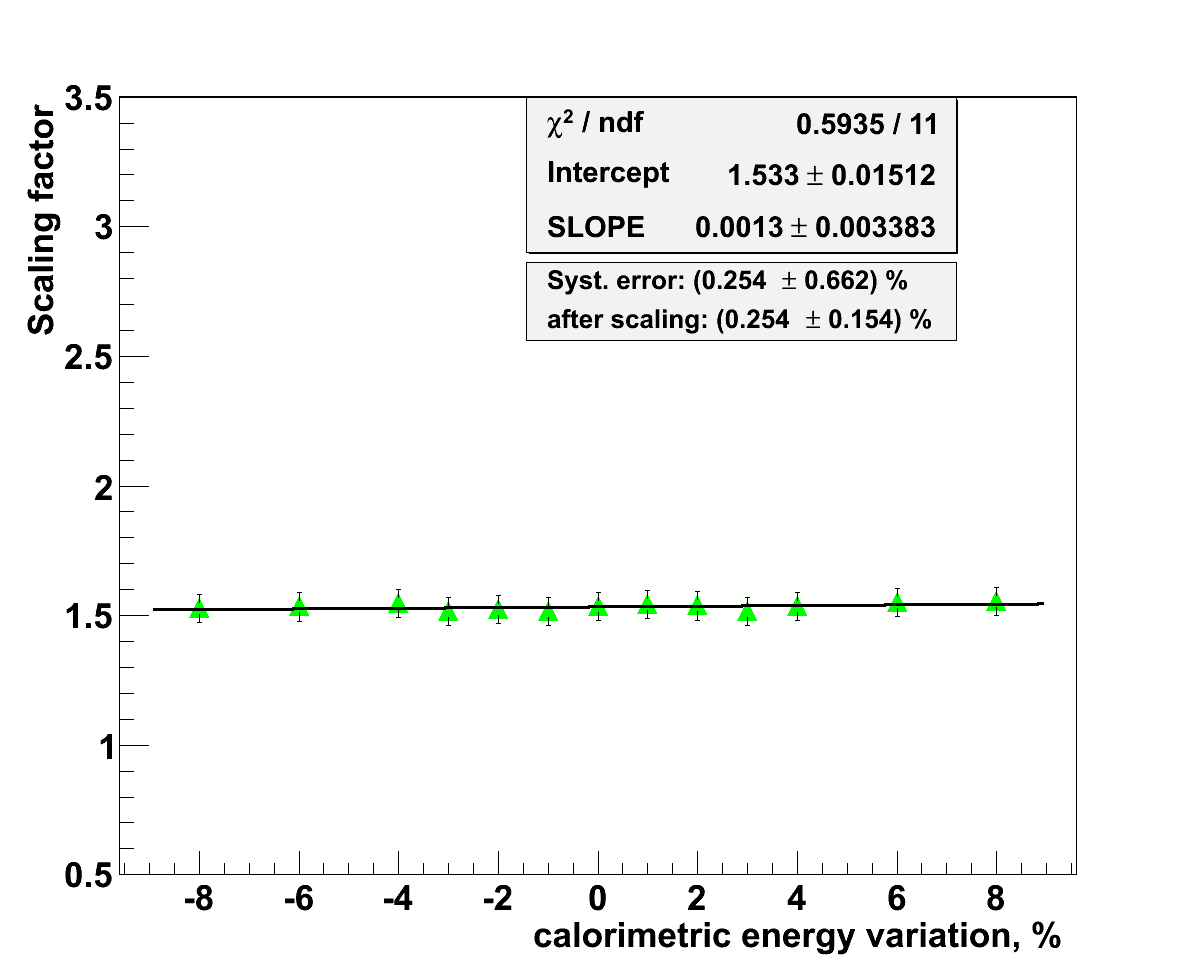 Scaling factor
3.5
3
2.5
2
1.5
1
0.5
χ² / ndf 0.5935 / 11
Intercept 1.533 ± 0.01512
SLOPE 0.0013 ± 0.003383
Syst. error: (0.254 ± 0.662) %
after scaling: (0.254 ± 0.154) %
-8 -6 -4 -2 0 2 4 6 8
calorimetric energy variation, %